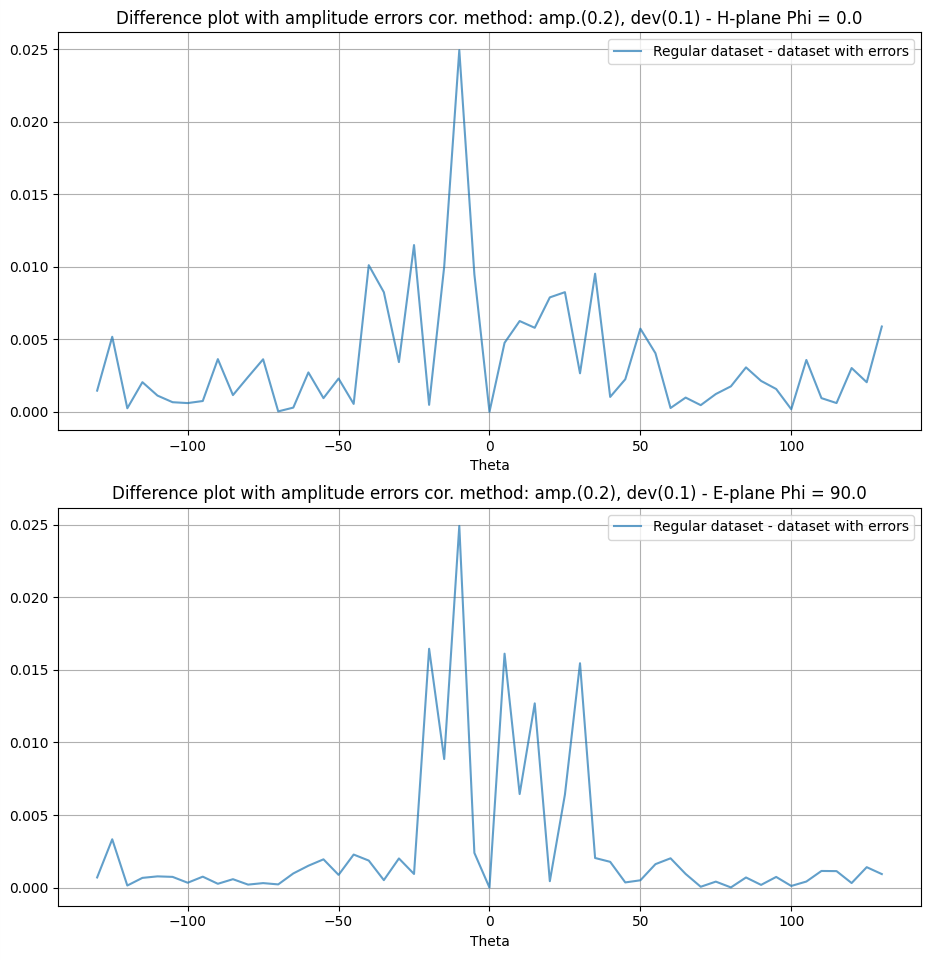 Difference plot with amplitude errors cor. method: amp.(0.2), dev(0.1) - H-plane Phi = 0.0
Regular dataset - dataset with errors
0.025
0.020
0.015
0.010
0.005
0.000
−100 −50 0 50 100
Theta
Difference plot with amplitude errors cor. method: amp.(0.2), dev(0.1) - E-plane Phi = 90.0
Regular dataset - dataset with errors
0.025
0.020
0.015
0.010
0.005
0.000
−100 −50 0 50 100
Theta